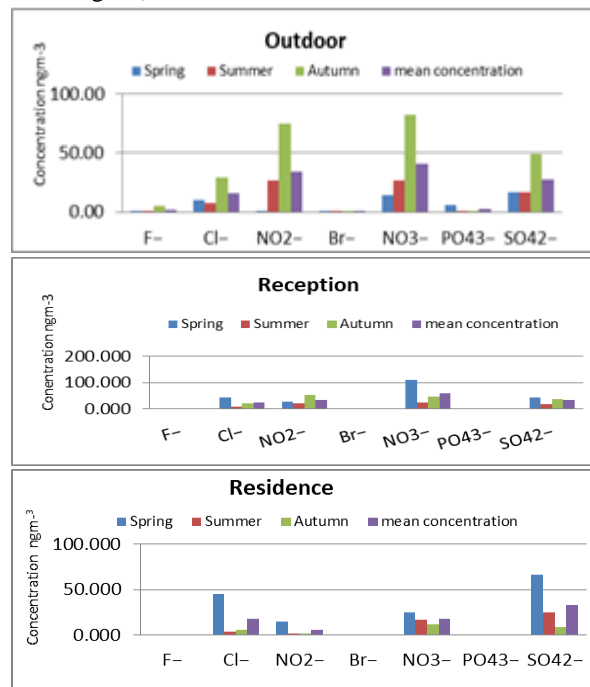 Outdoor
Spring Summer Autumn mean concentration
Concentration ngm-3
100.00
50.00
0.00
F− Cl− NO2− Br− NO3− PO43− SO42−
Reception
Spring Summer Autumn mean concentration
Conentration ngm-3
200.000
100.000
0.000
F− Cl− NO2− Br− NO3− PO43− SO42−
Residence
Spring Summer Autumn mean concentration
Concentration ngm-3
100.000
50.000
0.000
F− Cl− NO2− Br− NO3− PO43− SO42−